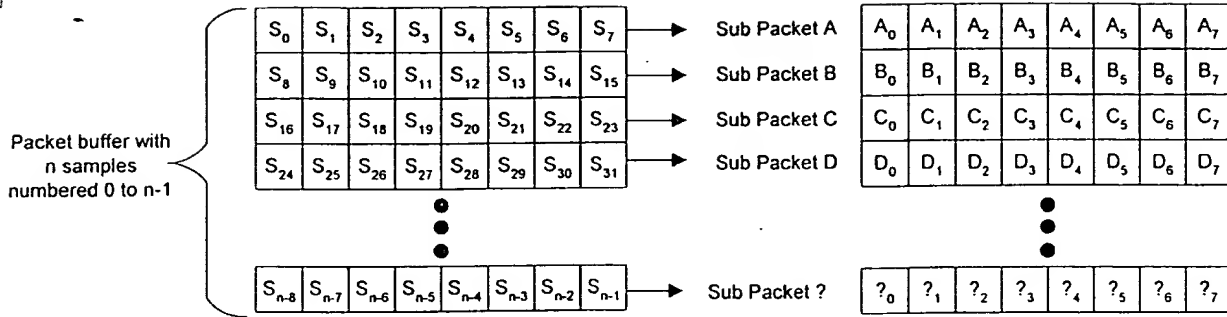 S₀ S₁ S₂ S₃ S₄ S₅ S₆ S₇ Sub Packet A A₀ A₁ A₂ A₃ A₄ A₅ A₆ A₇
S₈ S₉ S₁₀ S₁₁ S₁₂ S₁₃ S₁₄ S₁₅ Sub Packet B B₀ B₁ B₂ B₃ B₄ B₅ B₆ B₇
S₁₆ S₁₇ S₁₈ S₁₉ S₂₀ S₂₁ S₂₂ S₂₃ Sub Packet C C₀ C₁ C₂ C₃ C₄ C₅ C₆ C₇
S₂₄ S₂₅ S₂₆ S₂₇ S₂₈ S₂₉ S₃₀ S₃₁ Sub Packet D D₀ D₁ D₂ D₃ D₄ D₅ D₆ D₇
Packet buffer with
n samples
numbered 0 to n-1
Sₙ₋₈ Sₙ₋₇ Sₙ₋₆ Sₙ₋₅ Sₙ₋₄ Sₙ₋₃ Sₙ₋₂ Sₙ₋₁ Sub Packet ? ?₀ ?₁ ?₂ ?₃ ?₄ ?₅ ?₆ ?₇